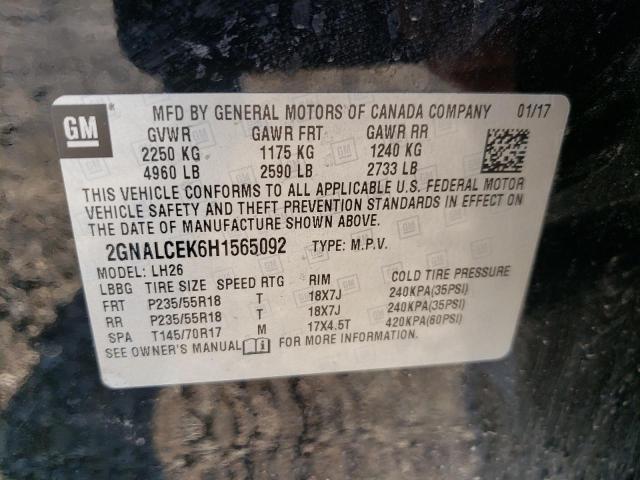 GM
MFD BY GENERAL MOTORS OF CANADA COMPANY 01/17
GVWR GAWR FRT GAWR RR
2250 KG 1175 KG 1240 KG
4960 LB 2590 LB 2733 LB
THIS VEHICLE CONFORMS TO ALL APPLICABLE U.S. FEDERAL MOTOR
VEHICLE SAFETY AND THEFT PREVENTION STANDARDS IN EFFECT ON
THE DATE OF MANUFACTURE SHOWN ABOVE.
2GNALCEK6H1565092 TYPE: M.P.V.
MODEL: LH26
LBBG TIRE SIZE SPEED RTG RIM COLD TIRE PRESSURE
FRT P235/55R18 T 18X7J 240KPA(35PSI)
RR P235/55R18 T 18X7J 240KPA(35PSI)
SPA T145/70R17 M 17X4.5T 420KPA(60PSI)
SEE OWNER'S MANUAL